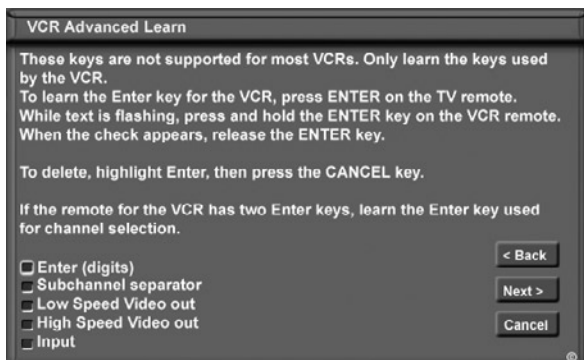 VCR Advanced Learn
These keys are not supported for most VCRs. Only learn the keys used
by the VCR.
To learn the Enter key for the VCR, press ENTER on the TV remote.
While text is flashing, press and hold the ENTER key on the VCR remote.
When the check appears, release the ENTER key.
To delete, highlight Enter, then press the CANCEL key.
If the remote for the VCR has two Enter keys, learn the Enter key used
for channel selection.
Enter (digits)
Subchannel separator
Low Speed Video out
High Speed Video out
Input
< Back
Next >
Cancel